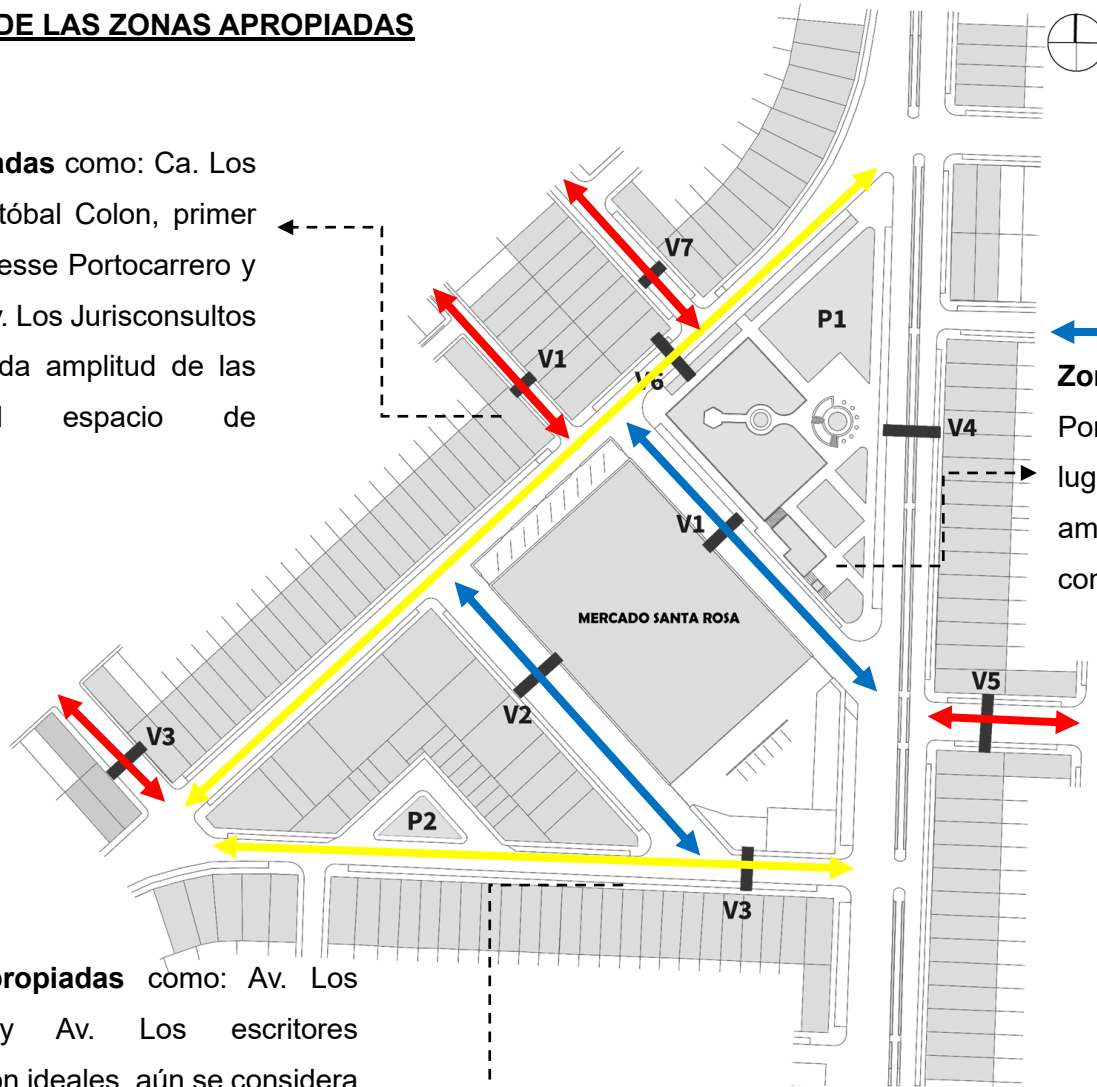 DE LAS ZONAS APROPIADAS
adas como: Ca. Los
tóbal Colon, primer
esse Portocarrero y
v. Los Jurisconsultos
da amplitud de las
l espacio de
V7
P1
V1
V6
V4
Zor
Por
lug
am
con
V1
MERCADO SANTA ROSA
V5
V2
V3
P2
V3
propiadas como: Av. Los
y Av. Los escritores
on ideales, aún se considera